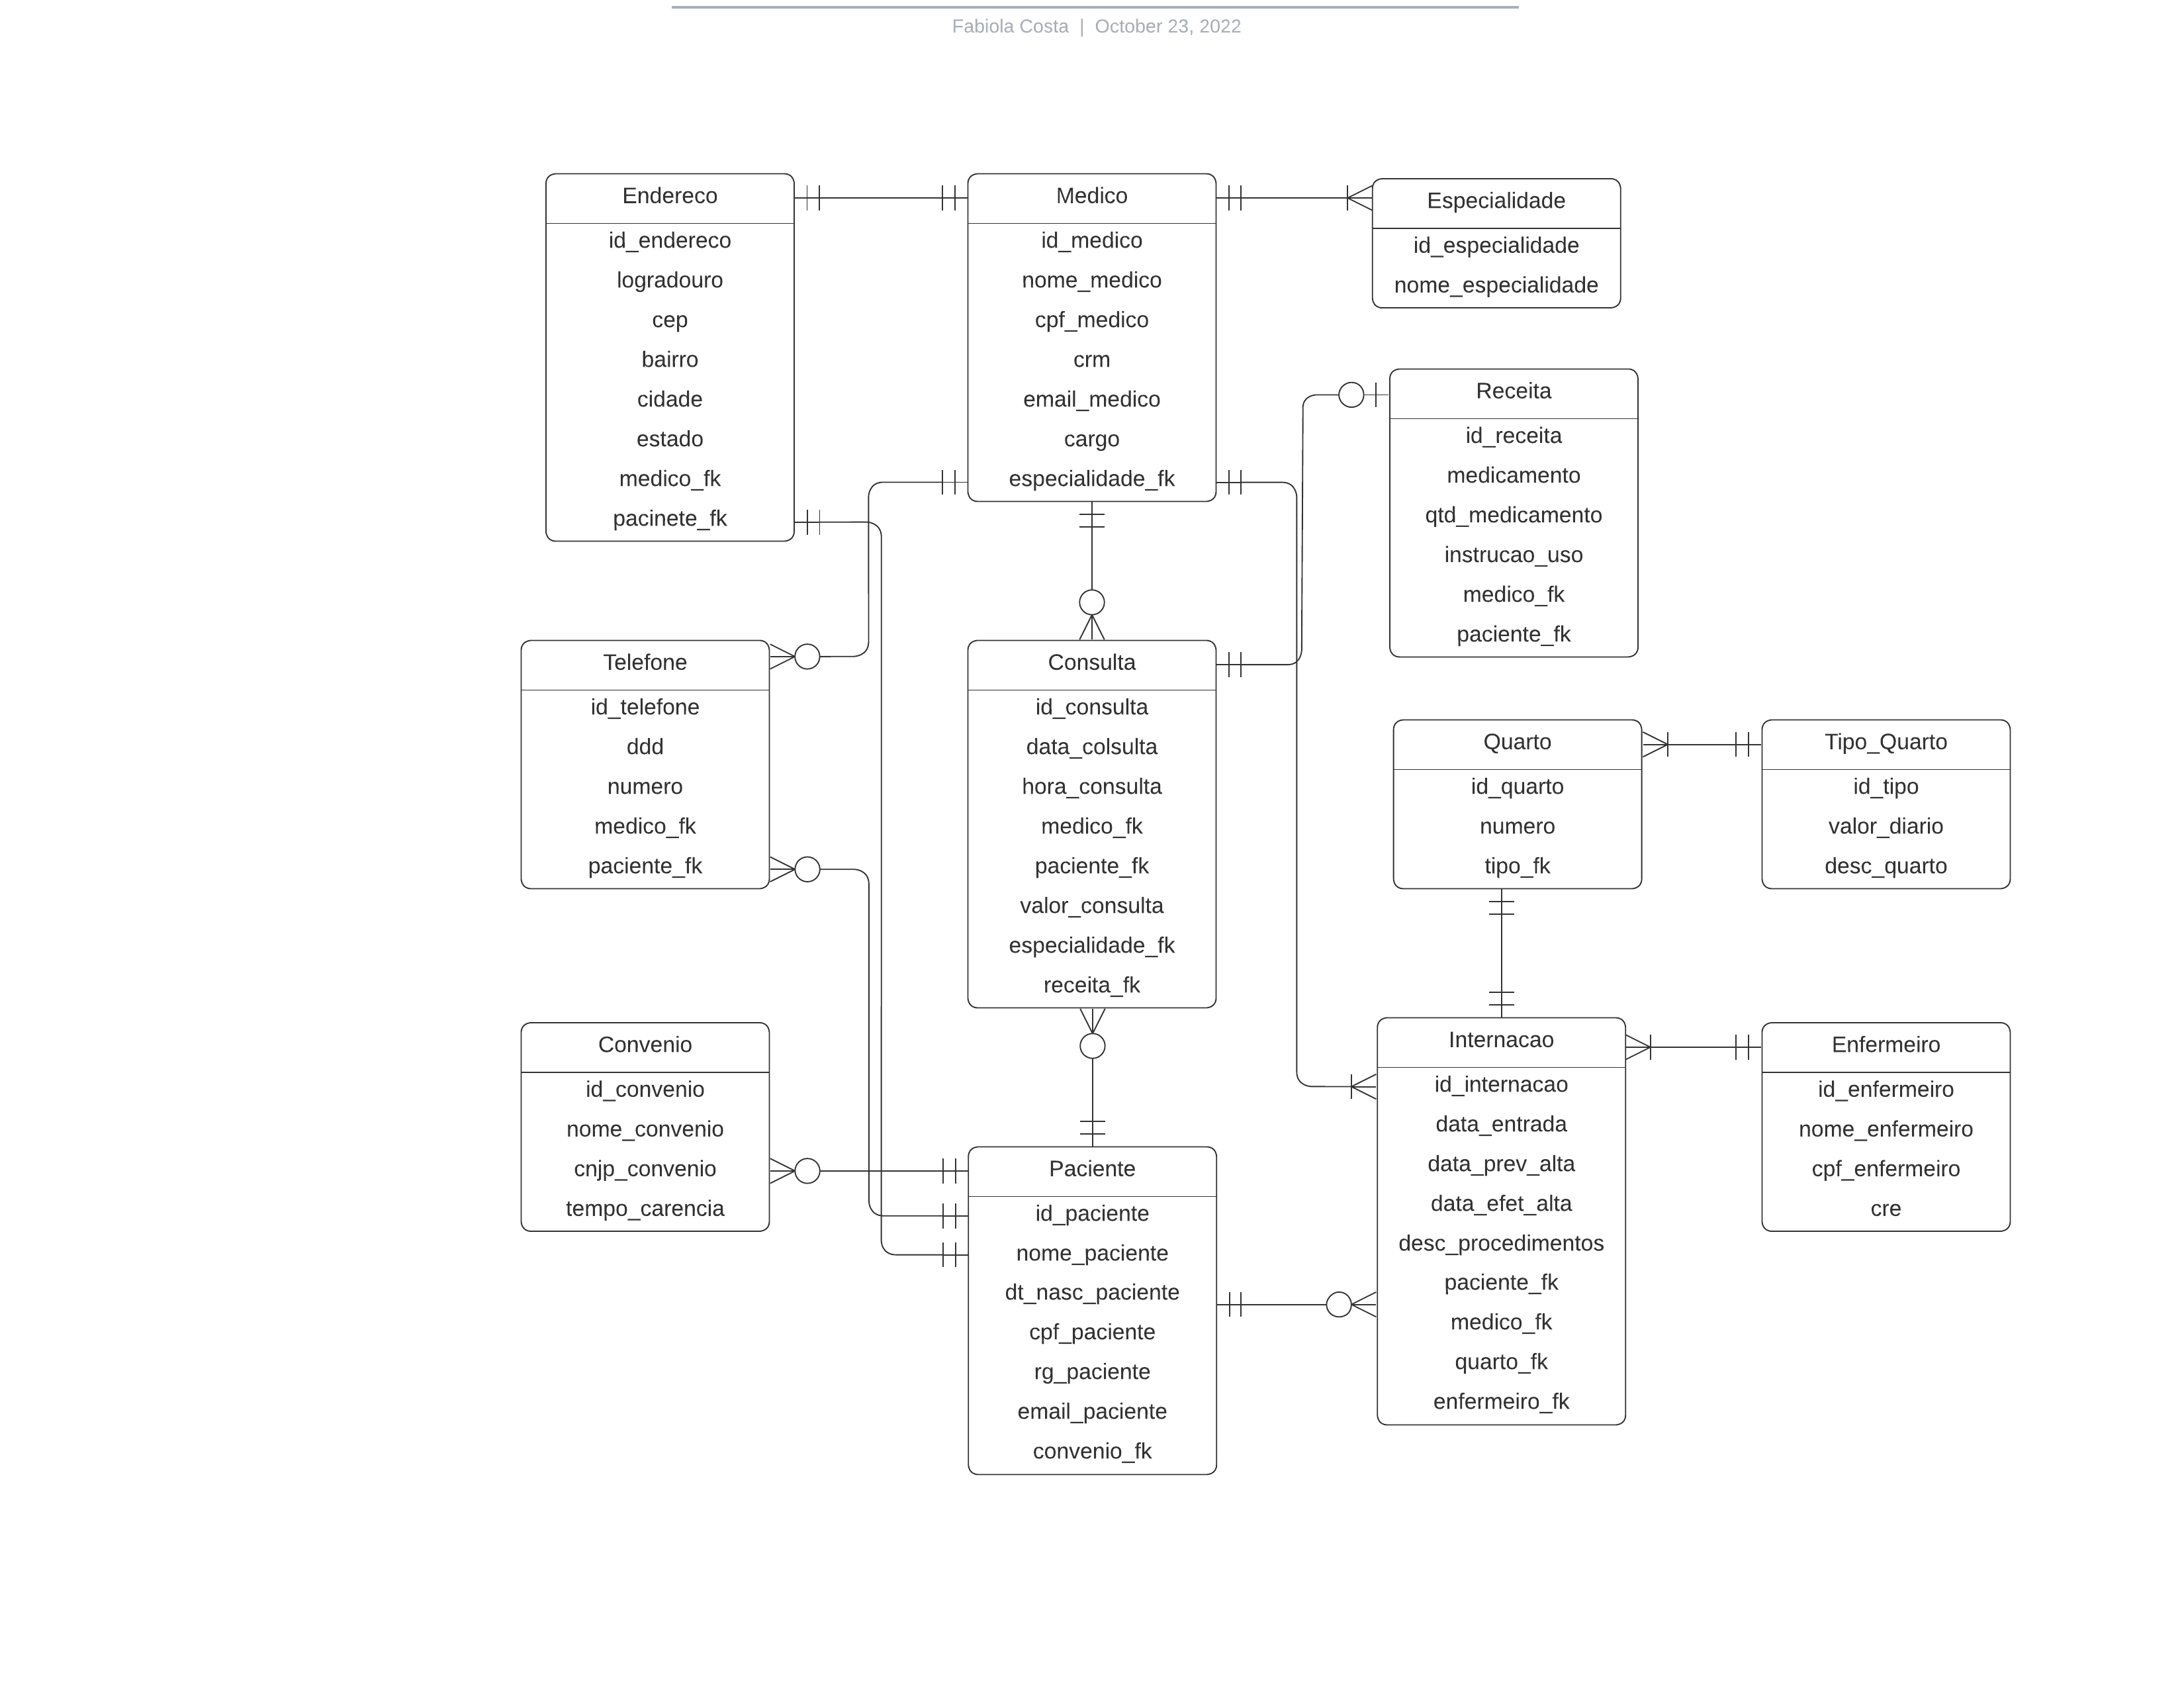 Fabiola Costa | October 23, 2022
Endereco
id_endereco
logradouro
cep
bairro
cidade
estado
medico_fk
pacinete_fk
Medico
id_medico
nome_medico
cpf_medico
crm
email_medico
cargo
especialidade_fk
Especialidade
id_especialidade
nome_especialidade
Receita
id_receita
medicamento
qtd_medicamento
instrucao_uso
medico_fk
paciente_fk
Telefone
id_telefone
ddd
numero
medico_fk
paciente_fk
Consulta
id_consulta
data_colsulta
hora_consulta
medico_fk
paciente_fk
valor_consulta
especialidade_fk
receita_fk
Quarto
id_quarto
numero
tipo_fk
Tipo_Quarto
id_tipo
valor_diario
desc_quarto
Convenio
id_convenio
nome_convenio
cnjp_convenio
tempo_carencia
Paciente
id_paciente
nome_paciente
dt_nasc_paciente
cpf_paciente
rg_paciente
email_paciente
convenio_fk
Internacao
id_internacao
data_entrada
data_prev_alta
data_efet_alta
desc_procedimentos
paciente_fk
medico_fk
quarto_fk
enfermeiro_fk
Enfermeiro
id_enfermeiro
nome_enfermeiro
cpf_enfermeiro
cre